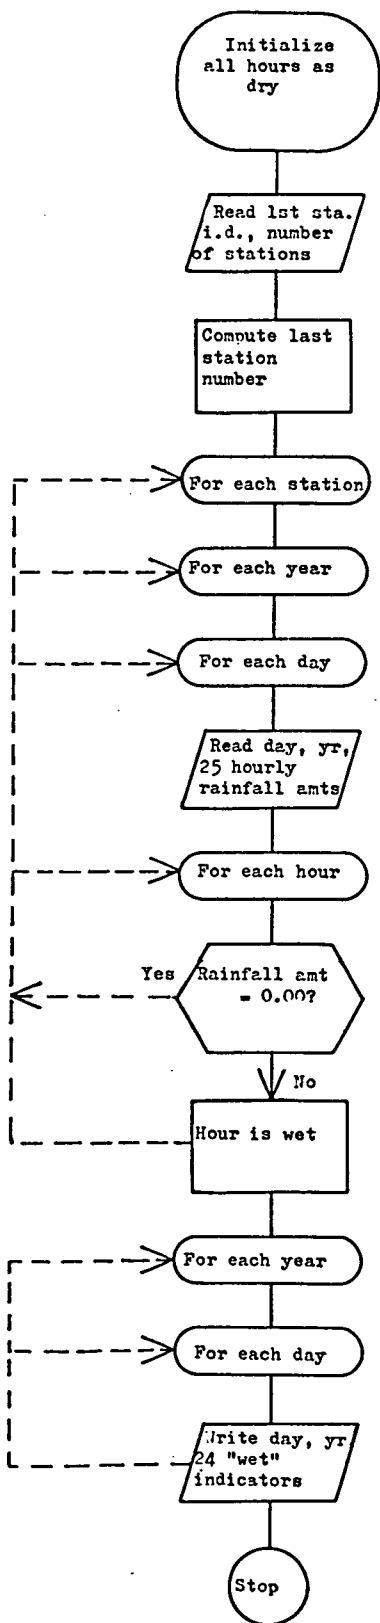 Initialize
all hours as
dry
Read 1st sta.
i.d., number
of stations
Compute last
station
number
For each station
For each year
For each day
Read day, yr,
25 hourly
rainfall amts
For each hour
Yes
Rainfall amt
= 0.00?
No
Hour is wet
For each year
For each day
Write day, yr
24 "wet"
indicators
Stop